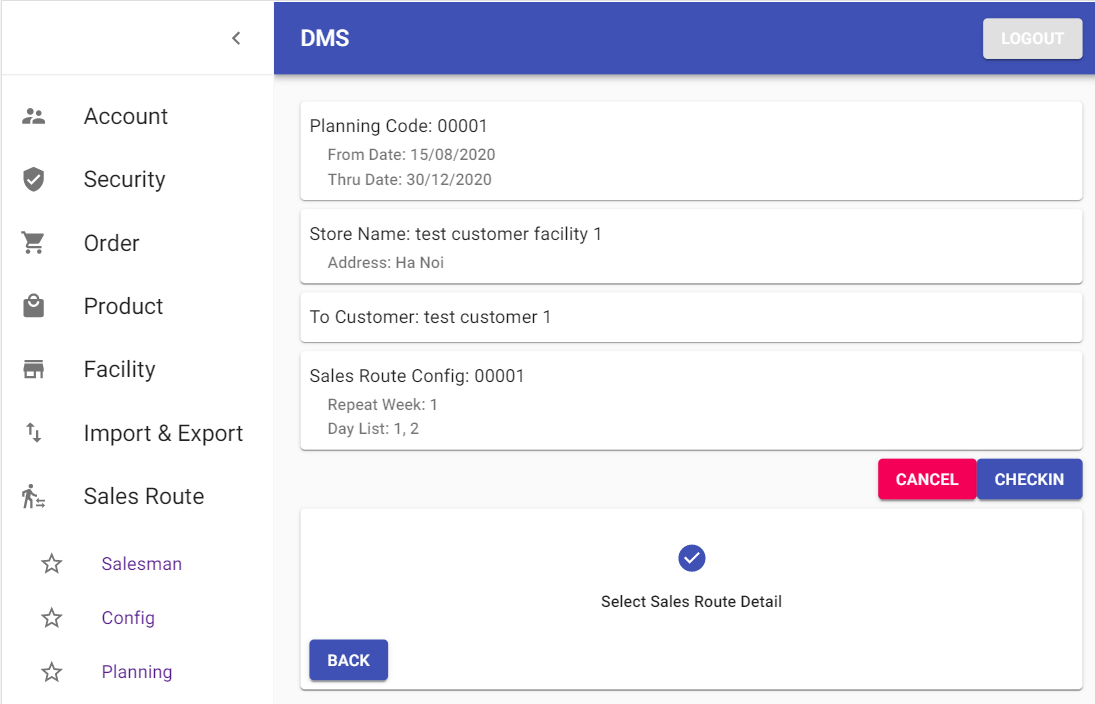 DMS
LOGOUT
Account
Security
Order
Product
Facility
Import & Export
Sales Route
Salesman
Config
Planning
Planning Code: 00001
From Date: 15/08/2020
Thru Date: 30/12/2020
Store Name: test customer facility 1
Address: Ha Noi
To Customer: test customer 1
Sales Route Config: 00001
Repeat Week: 1
Day List: 1, 2
CANCEL
CHECKIN
Select Sales Route Detail
BACK